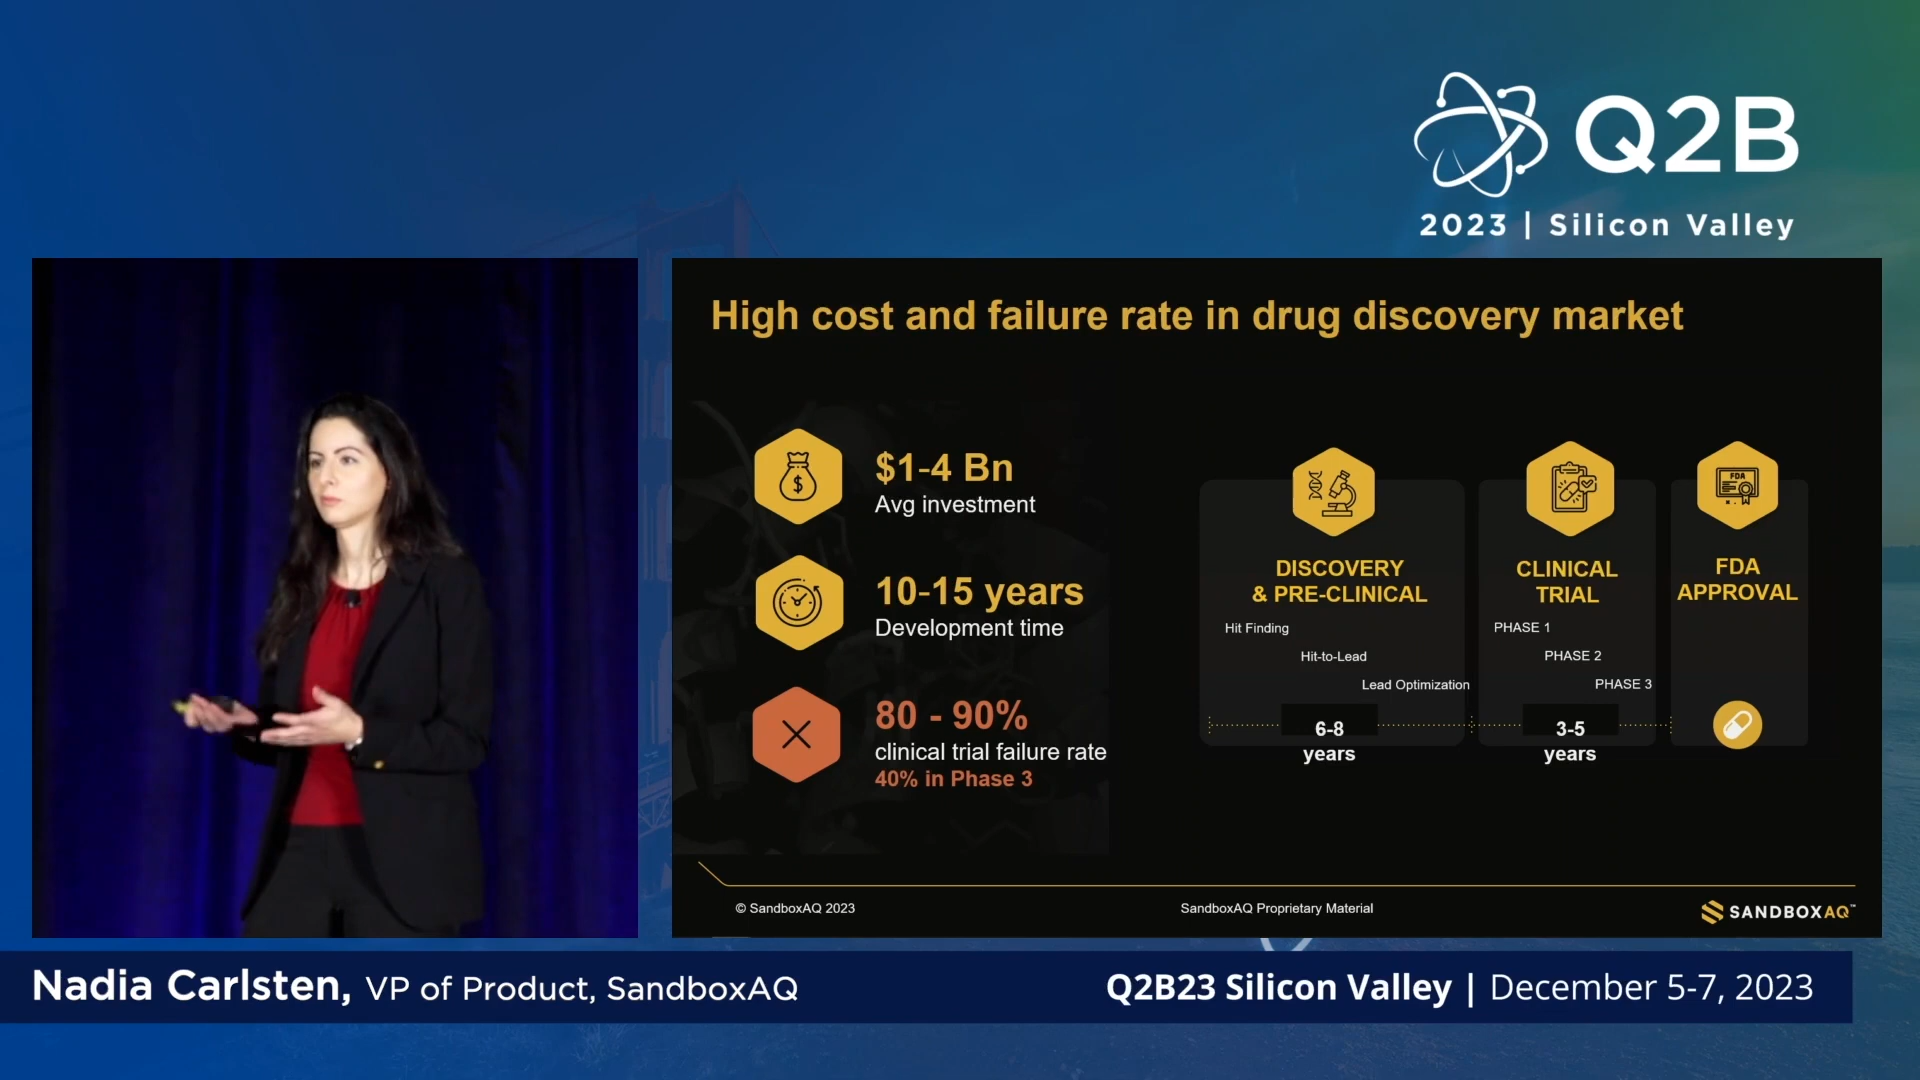 Q2B
2023 | Silicon Valley
High cost and failure rate in drug discovery market
$
$1-4 Bn
Avg investment
10-15 years
Development time
80 - 90%
clinical trial failure rate
40% in Phase 3
DISCOVERY
& PRE-CLINICAL
Hit Finding
Hit-to-Lead
Lead Optimization
6-8
years
CLINICAL
TRIAL
PHASE 1
PHASE 2
PHASE 3
3-5
years
FDA
FDA
APPROVAL
© SandboxAQ 2023
SandboxAQ Proprietary Material
SANDBOXAQ™
Nadia Carlsten, VP of Product, SandboxAQ
Q2B23 Silicon Valley | December 5-7, 2023